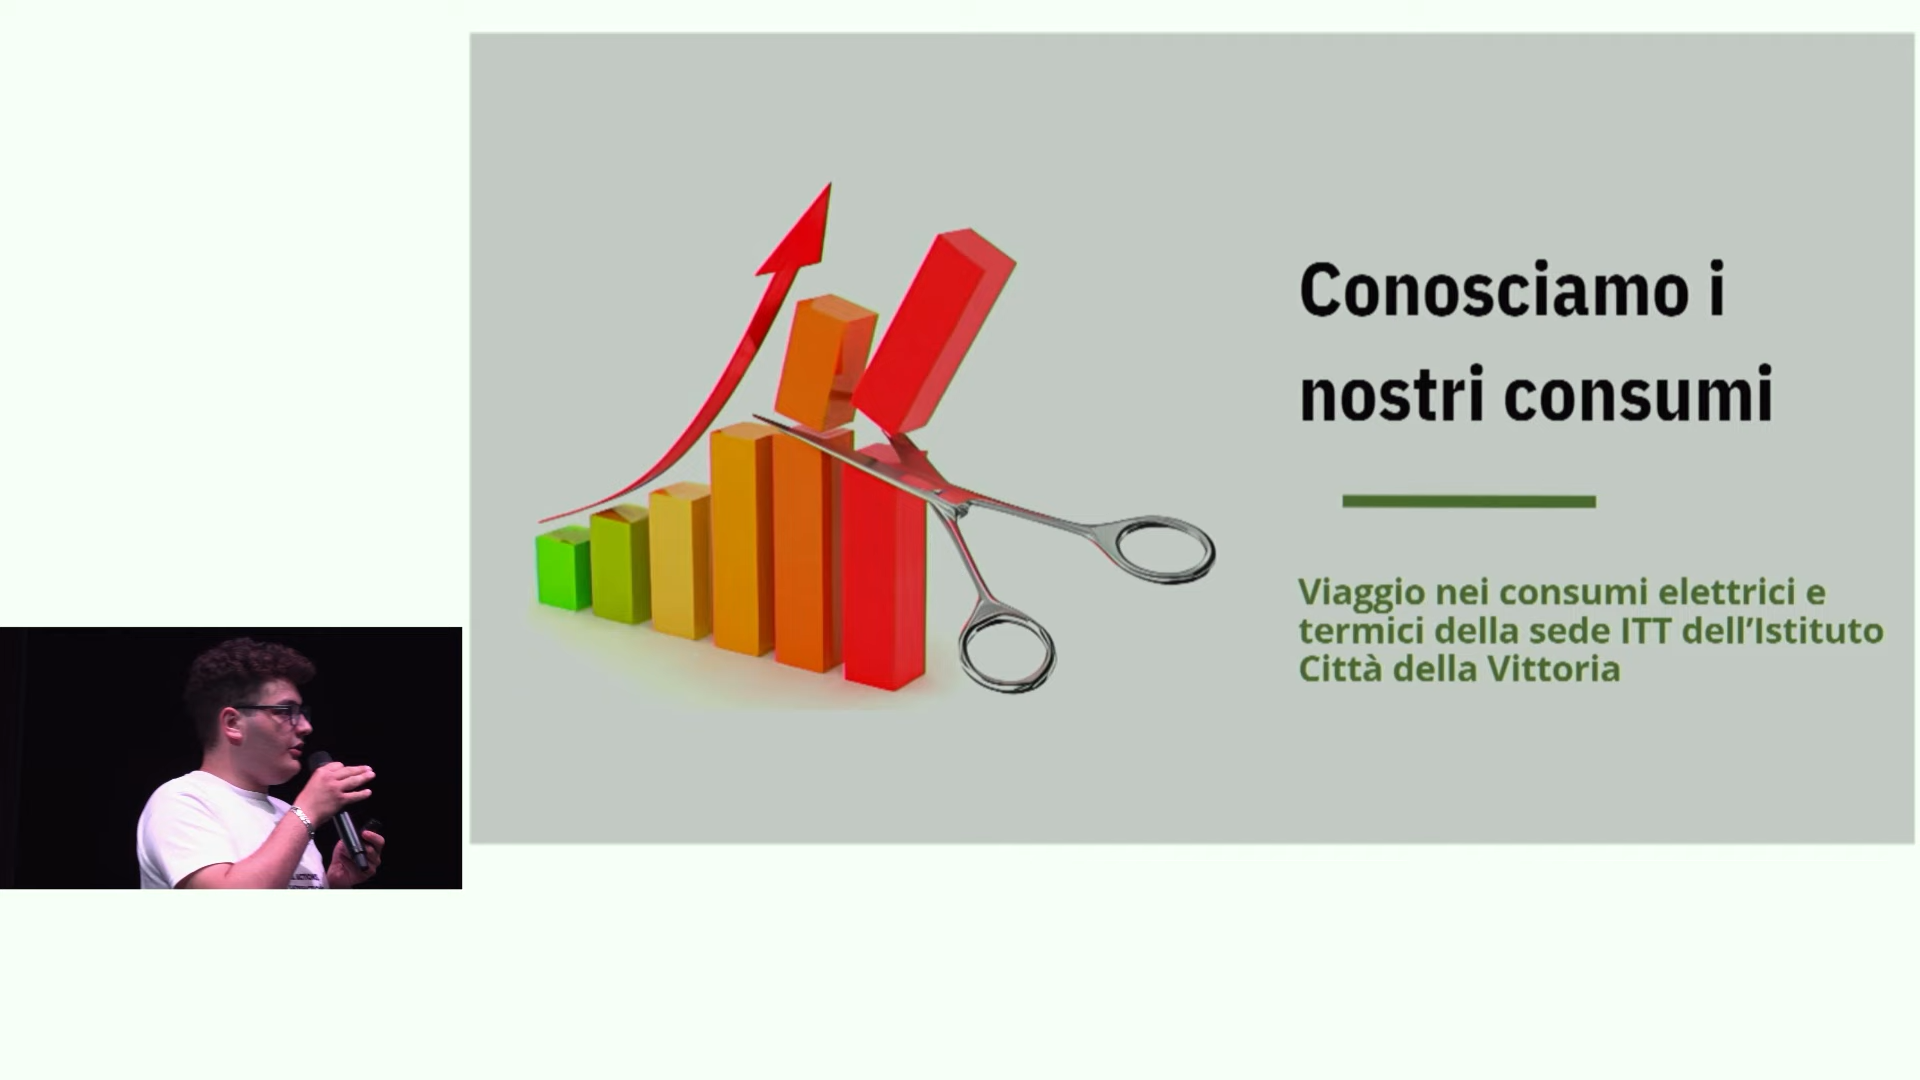 Conosciamo i
nostri consumi
Viaggio nei consumi elettrici e
termici della sede ITT dell’Istituto
Città della Vittoria